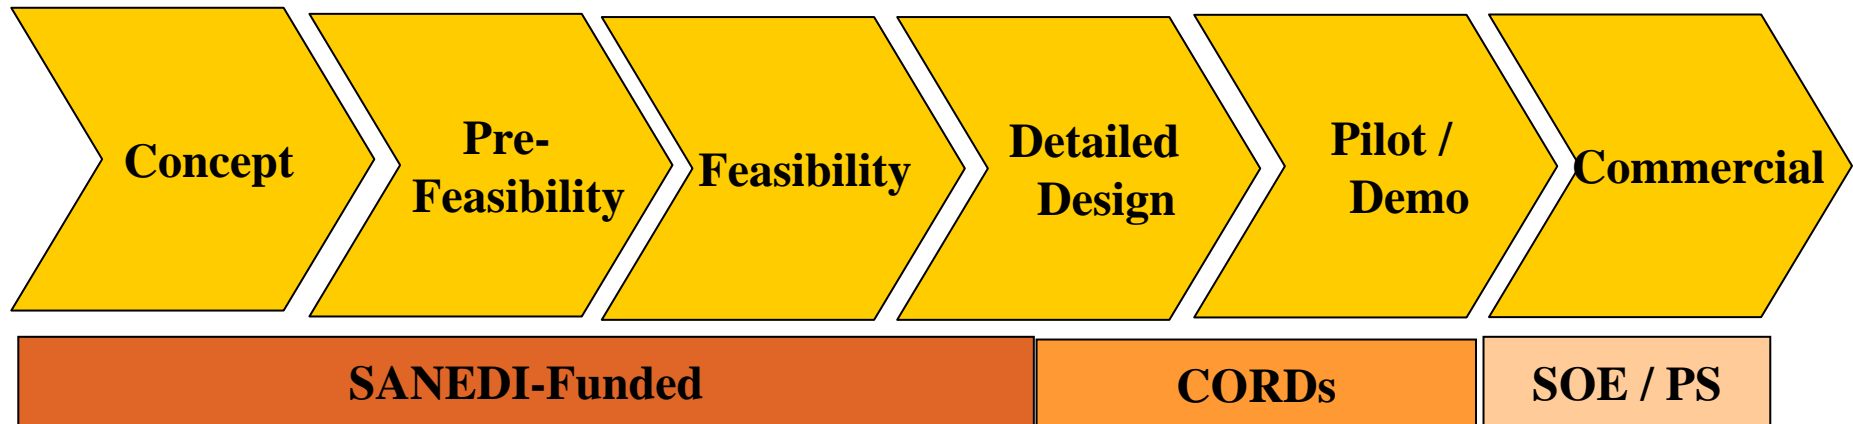 Concept
Pre-
Feasibility
Feasibility
Detailed
Design
Pilot /
Demo
Commercial
SANEDI-Funded
CORDs
SOE / PS